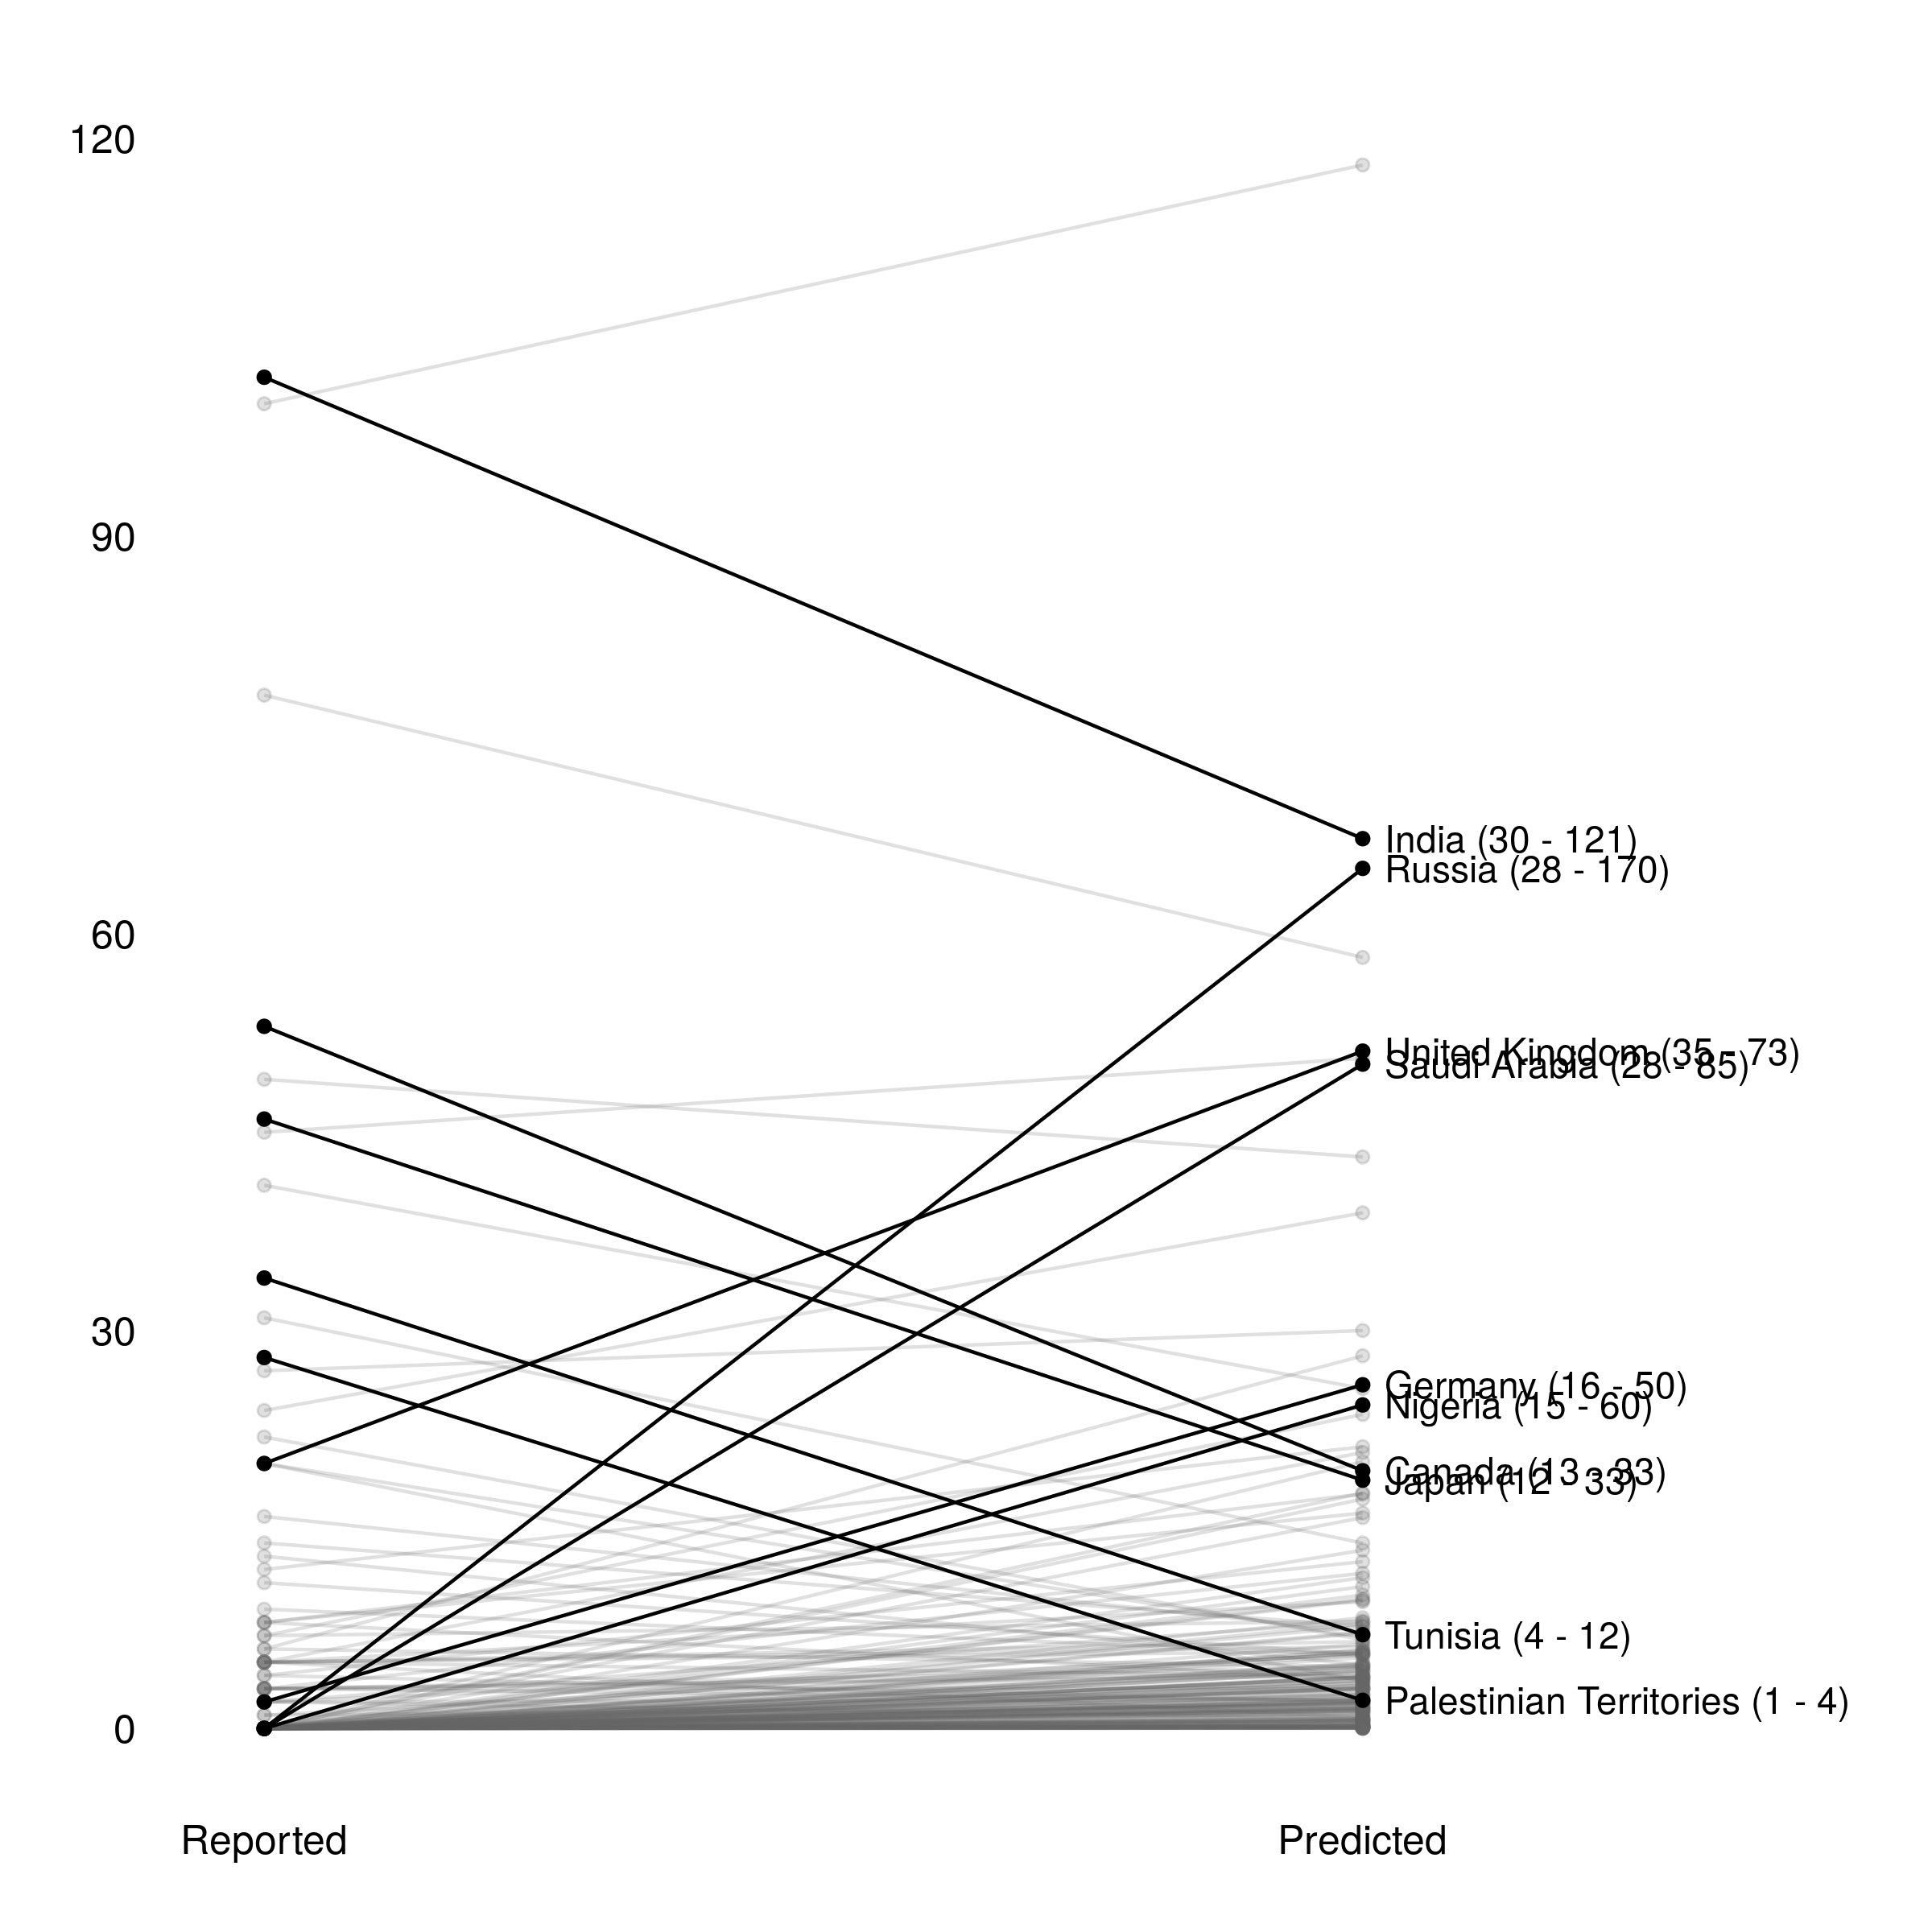 120
90
60
30
0
India (30 - 121)
Russia (28 - 170)
United Kingdom (35 - 73)
Saudi Arabia (28 - 85)
Germany (16 - 50)
Nigeria (15 - 60)
Canada (13 - 33)
Japan (12 - 33)
Tunisia (4 - 12)
Palestinian Territories (1 - 4)
Reported
Predicted